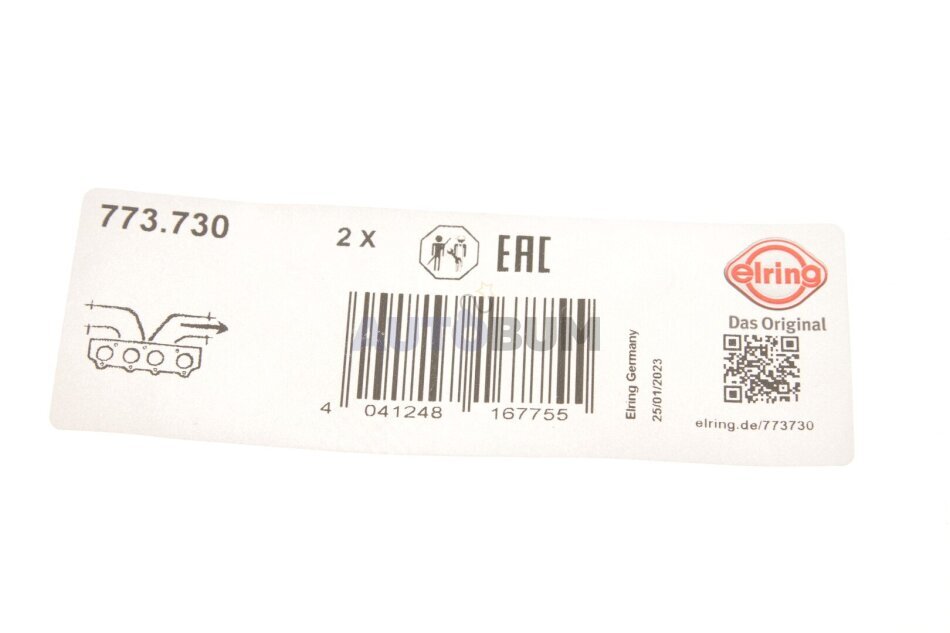 773.730
2 X
EAC
elring
Das Original
AUTOBUM
4 041248 167755
Elring Germany
25/01/2023
elring.de/773730